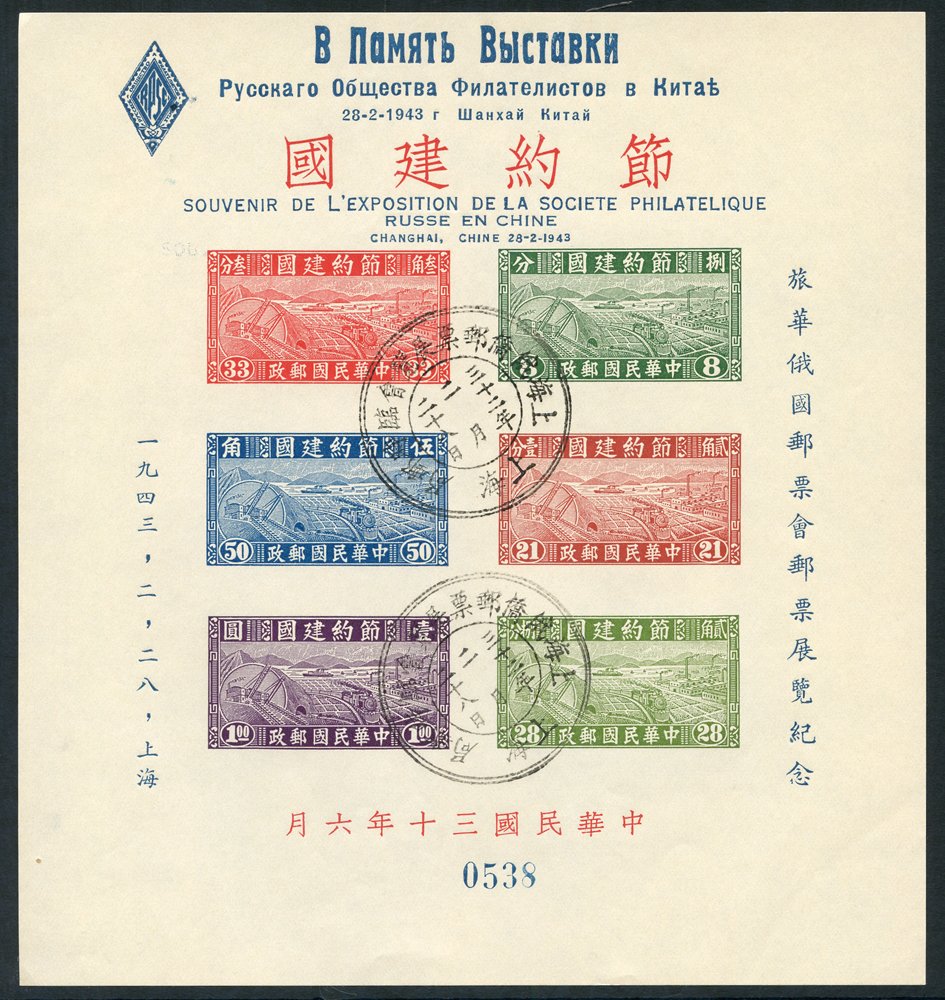 В Память Выставки
Русскаго Общества Филателистов в Китаѣ
28-2-1943 г Шанхай Китай
國建約節
SOUVENIR DE L'EXPOSITION DE LA SOCIETE PHILATELIQUE
RUSSE EN CHINE
CHANGHAI, CHINE 28-2-1943
分叁 國建約節 角叁
33 政郵國民華中 33
分 國建約節 捌
8 政郵國民華中 8
角 國建約節 伍
50 政郵國民華中 50
分壹 國建約節 角貳
21 政郵國民華中 21
圓 國建約節 壹
1.00 政郵國民華中 1.00
分捌 國建約節 角貳
28 政郵國民華中 28
旅華俄國郵票會郵票展覽紀念
一九四三,二,二八,上海
月六年十三國民華中
0538
RPSC